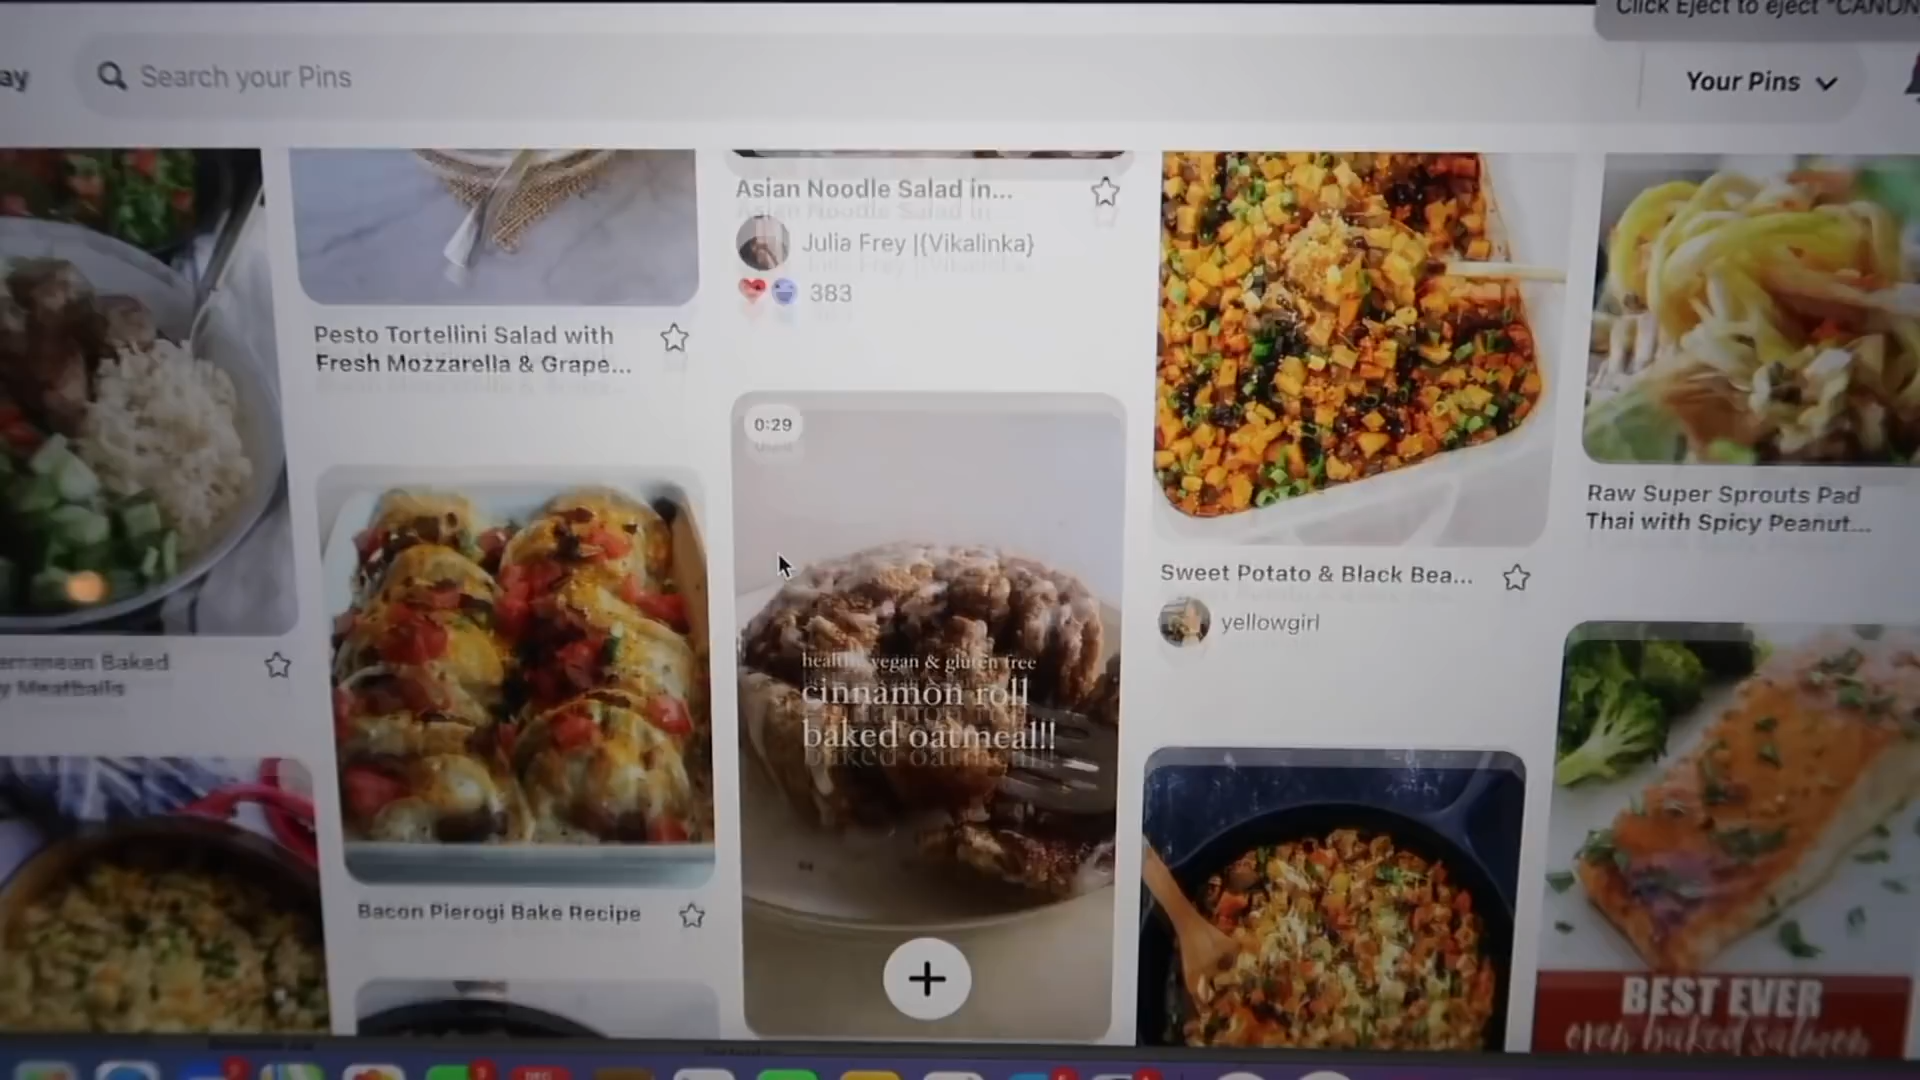 Click Eject to eject "CANON
ay
Search your Pins
Your Pins
Asian Noodle Salad in...
Julia Frey |{Vikalinka}
383
Pesto Tortellini Salad with
Fresh Mozzarella & Grape...
0:29
healthy vegan & gluten free
cinnamon roll
baked oatmeal!!
Raw Super Sprouts Pad
Thai with Spicy Peanut...
Sweet Potato & Black Bea...
yellowgirl
erranean Baked
y Meatballs
Bacon Pierogi Bake Recipe
BEST EVER
oven baked salmon